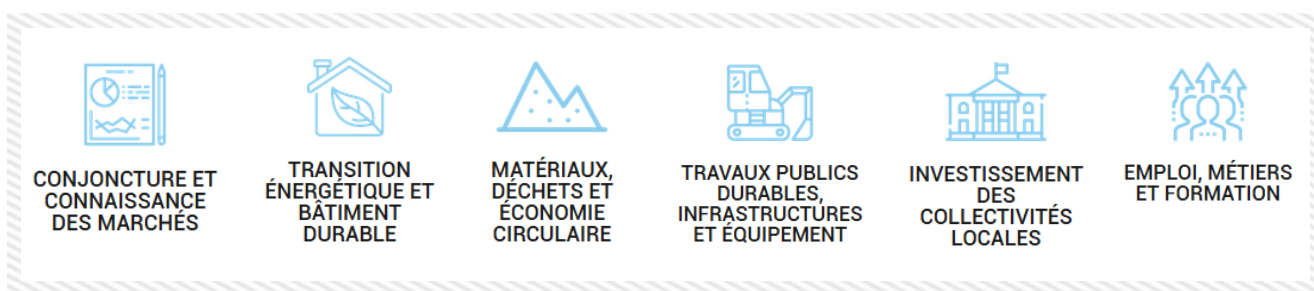 CONJONCTURE ET
CONNAISSANCE
DES MARCHÉS
TRANSITION
ÉNERGÉTIQUE ET
BÂTIMENT
DURABLE
MATÉRIAUX,
DÉCHETS ET
ÉCONOMIE
CIRCULAIRE
TRAVAUX PUBLICS
DURABLES,
INFRASTRUCTURES
ET ÉQUIPEMENT
INVESTISSEMENT
DES
COLLECTIVITÉS
LOCALES
EMPLOI, MÉTIERS
ET FORMATION